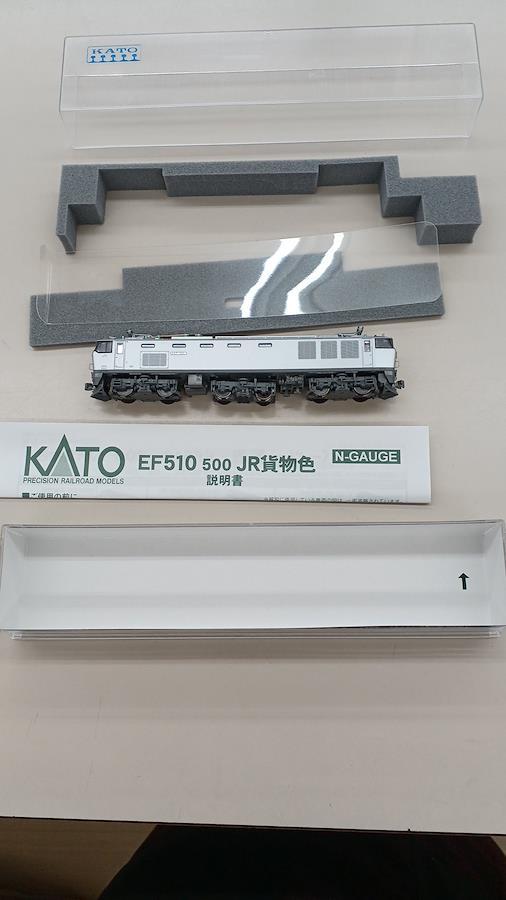 KATO
KATO
PRECISION RAILROAD MODELS
EF510 500 JR貨物色
説明書
N-GAUGE
■ご使用の前に
↑